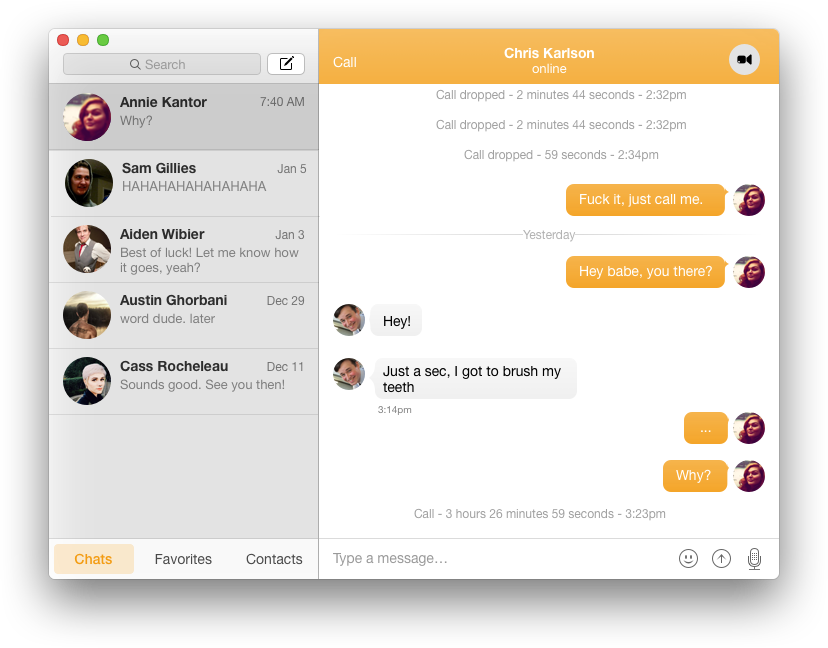 Search
Annie Kantor
7:40 AM
Why?
Sam Gillies
Jan 5
HAHAHAHAHAHAHAHA
Aiden Wibier
Jan 3
Best of luck! Let me know how
it goes, yeah?
Austin Ghorbani
Dec 29
word dude. later
Cass Rocheleau
Dec 11
Sounds good. See you then!
Chats
Favorites
Contacts
Call
Chris Karlson
online
Call dropped - 2 minutes 44 seconds - 2:32pm
Call dropped - 2 minutes 44 seconds - 2:32pm
Call dropped - 59 seconds - 2:34pm
Fuck it, just call me.
Yesterday
Hey babe, you there?
Hey!
Just a sec, I got to brush my
teeth
3:14pm
...
Why?
Call - 3 hours 26 minutes 59 seconds - 3:23pm
Type a message…